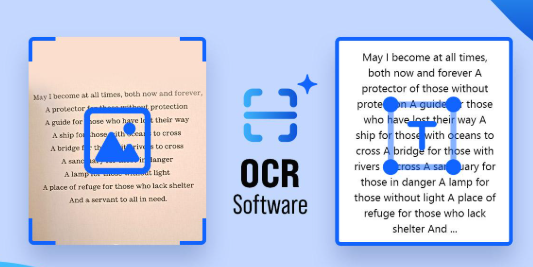 May I become at all times, both now and forever,
A protector for those without protection
A guide for those who have lost their way
A ship for those with oceans to cross
A bridge for those with rivers to cross
A sanctuary for those in danger
A lamp for those without light
A place of refuge for those who lack shelter
And a servant to all in need.
OCR
Software
May I become at all times,
both now and forever A
protector of those without
protection A guide for those
who have lost their way A
ship for those with oceans to
cross A bridge for those with
rivers to cross A sanctuary for
those in danger A lamp for
those without light A place of
refuge for those who lack
shelter And ...
T